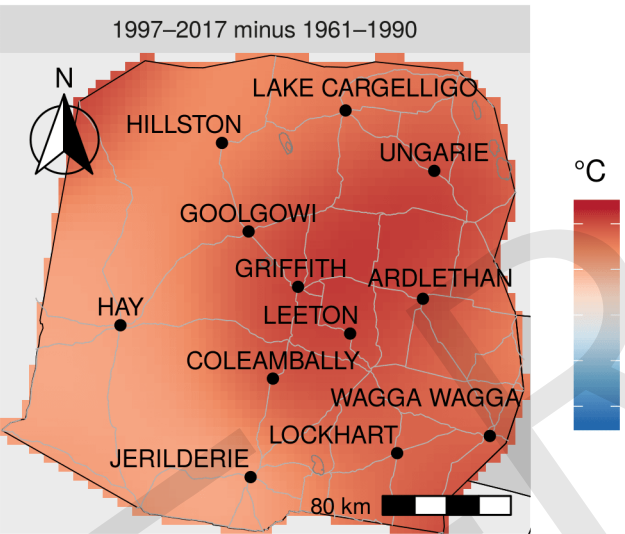 1997–2017 minus 1961–1990
N
LAKE CARGELLIGO
HILLSTON
UNGARIE
°C
GOOLGOWI
GRIFFITH
ARDLETHAN
HAY
LEETON
COLEAMBALLY
WAGGA WAGGA
LOCKHART
JERILDERIE
80 km